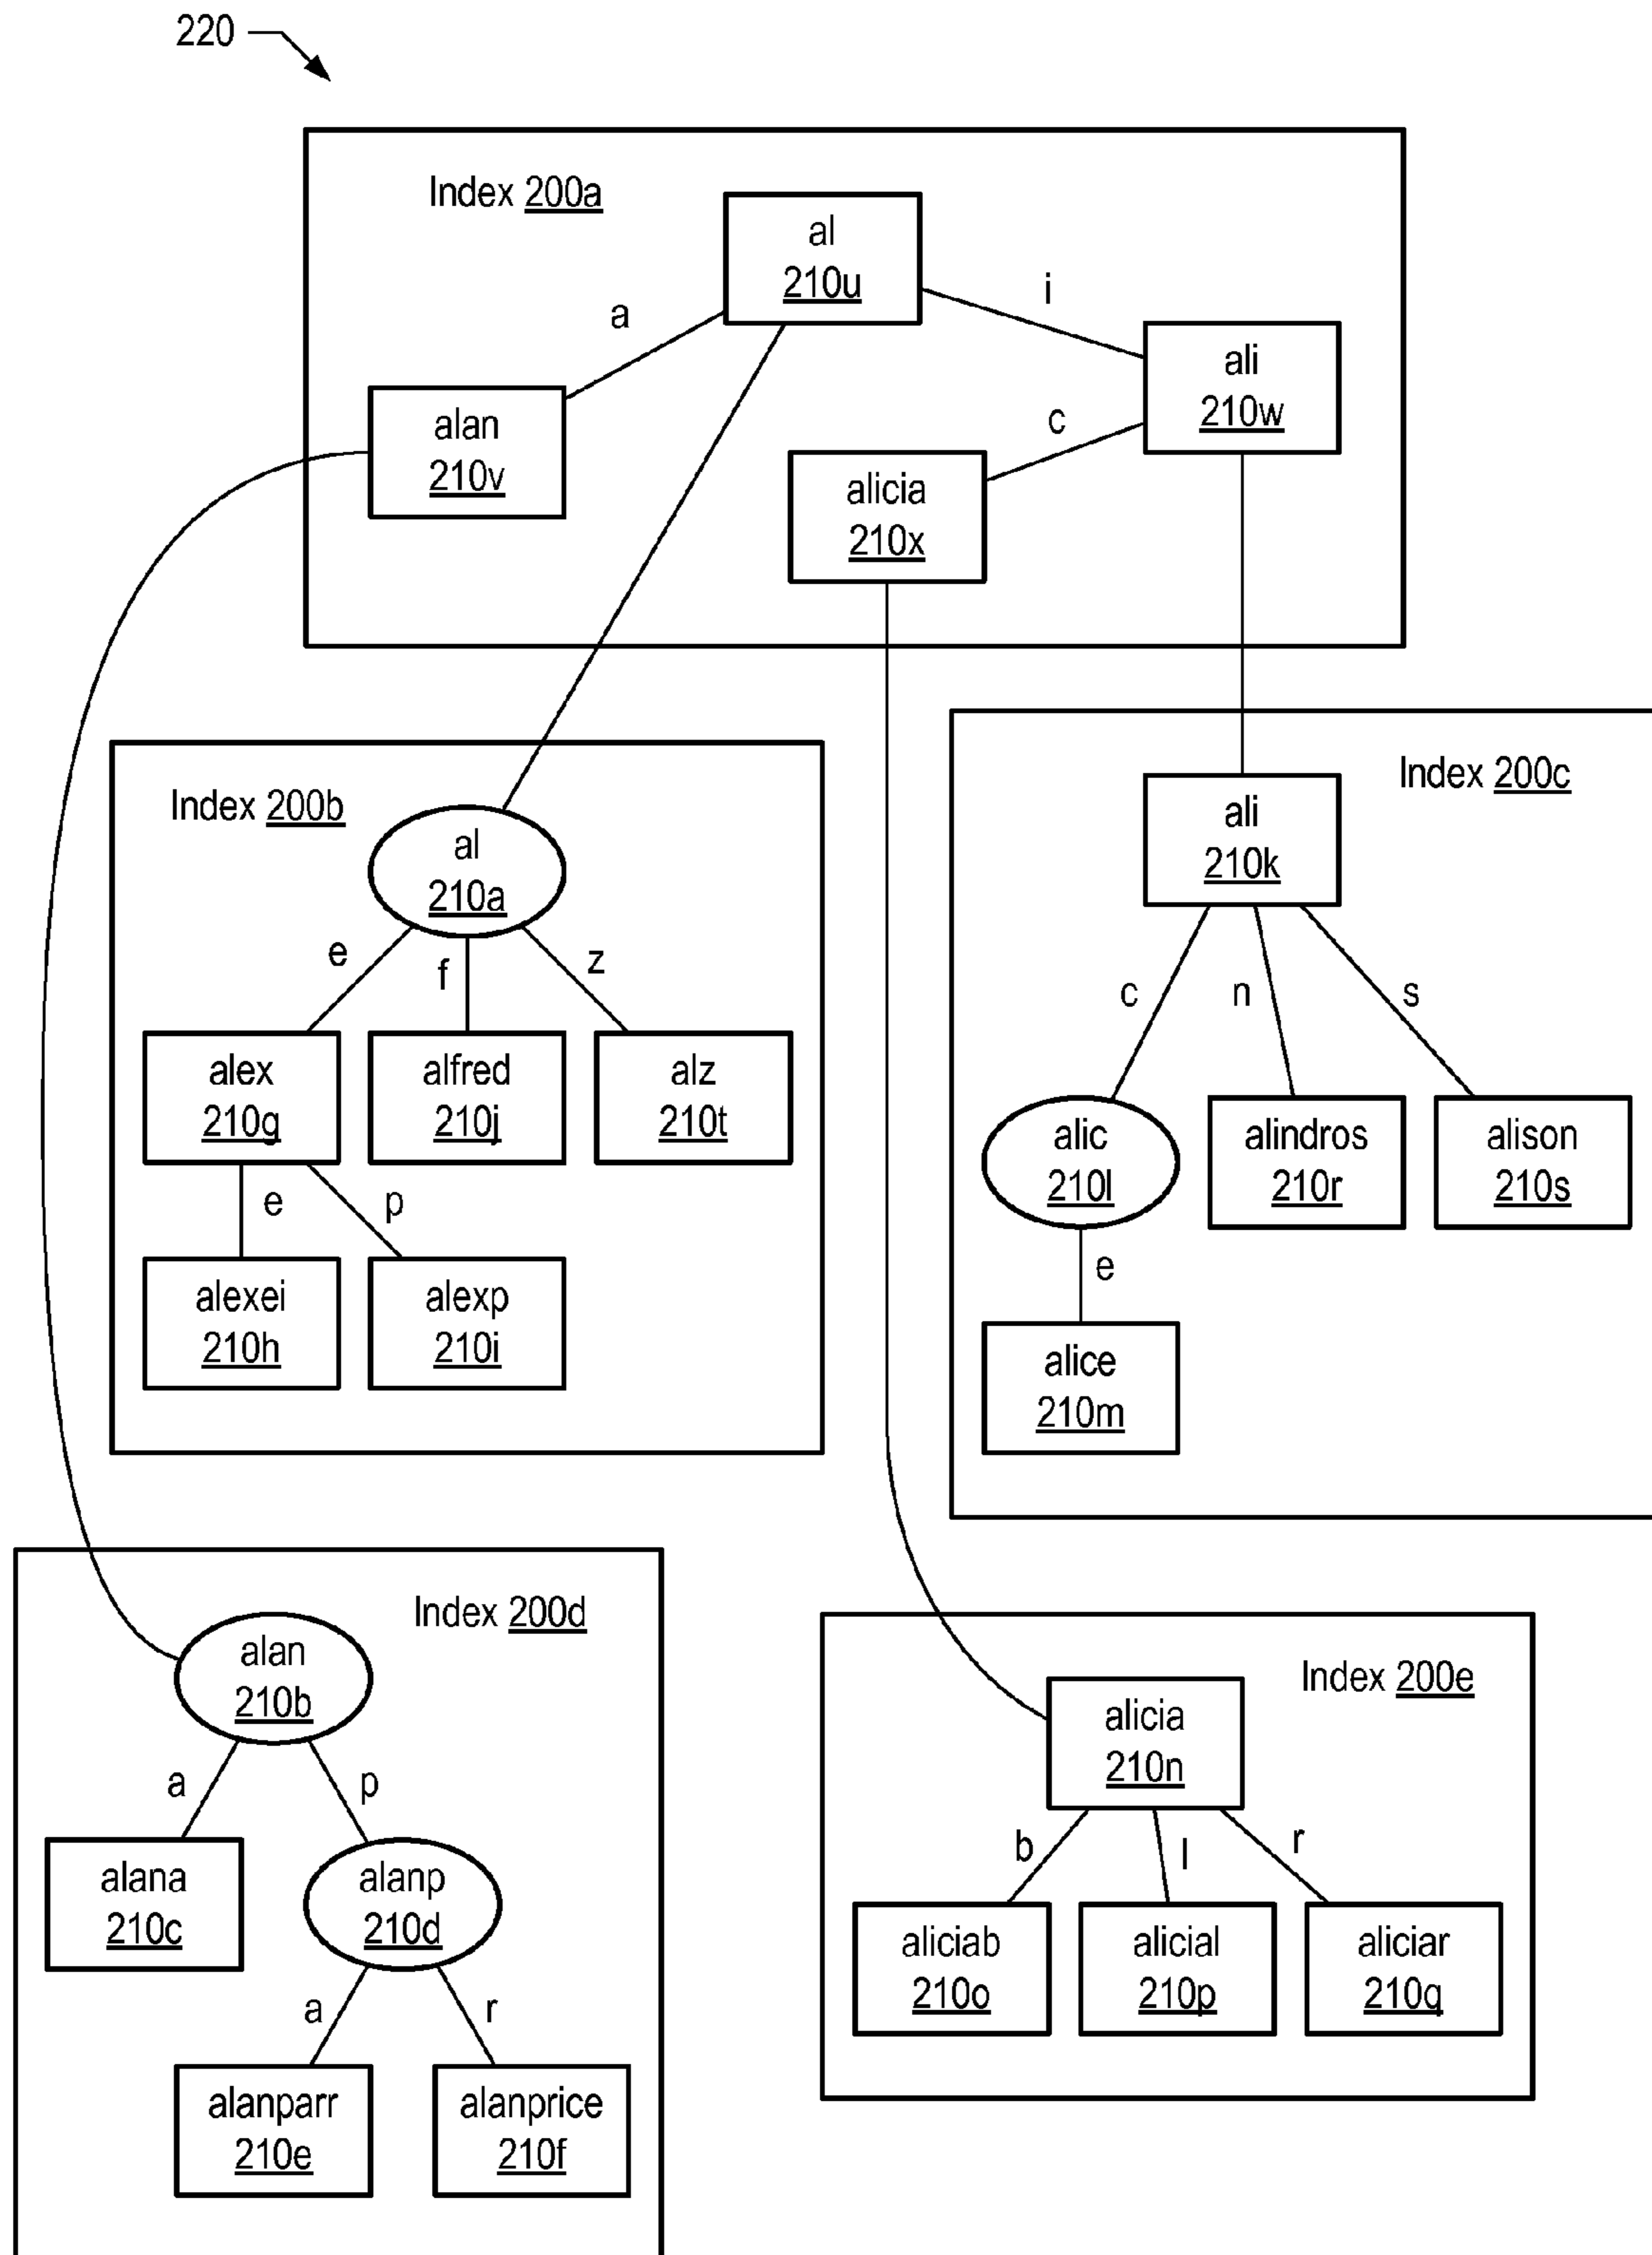 220
Index 200a
al
210u
a
i
alan
210v
ali
210w
c
alicia
210x
Index 200b
al
210a
e
f
z
alex
210g
alfred
210j
alz
210t
e
p
alexei
210h
alexp
210i
Index 200c
ali
210k
c
n
s
alic
210l
alindros
210r
alison
210s
e
alice
210m
Index 200d
alan
210b
a
p
alana
210c
alanp
210d
a
r
alanparr
210e
alanprice
210f
Index 200e
alicia
210n
b
l
r
aliciab
210o
alicial
210p
aliciar
210q